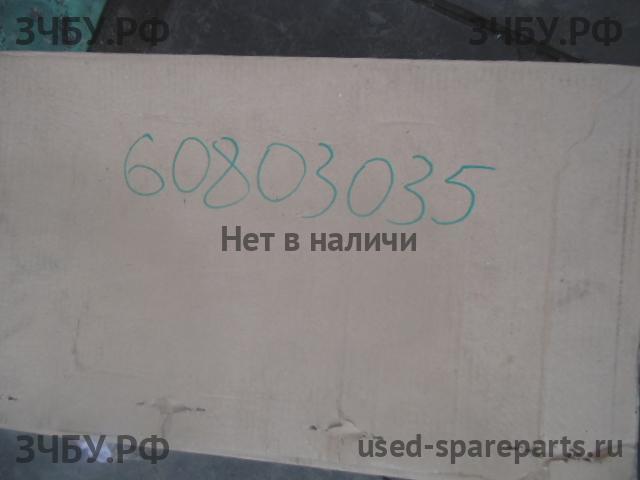 ЗЧБУ.РФ ЗЧБУ.РФ
60803035
Нет в наличи
ЗЧБУ.РФ used-spareparts.ru